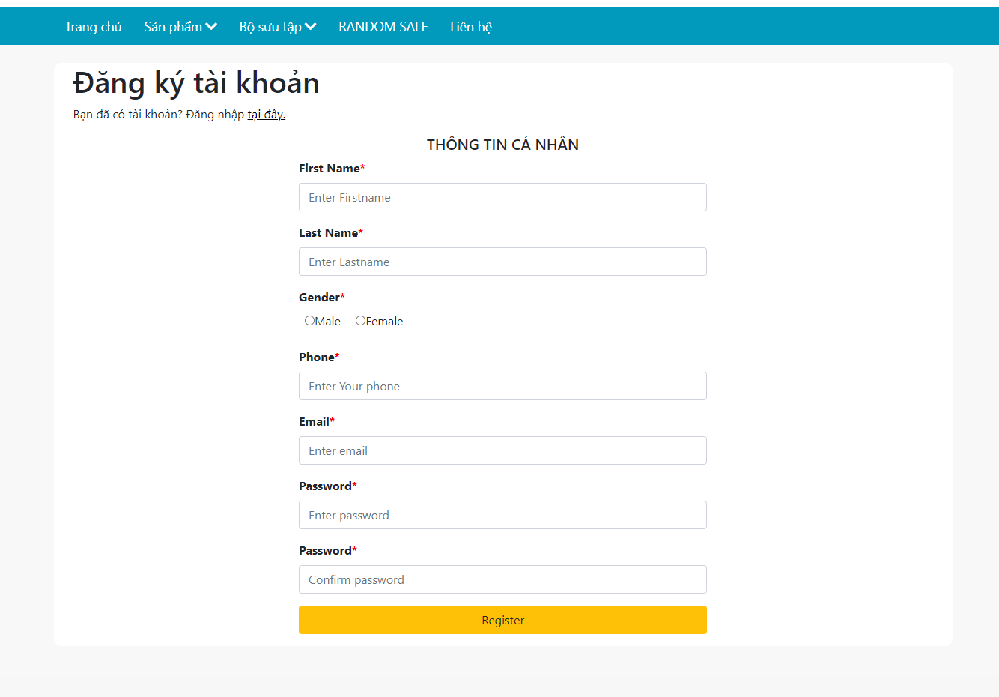 Trang chủ Sản phẩm Bộ sưu tập RANDOM SALE Liên hệ
Đăng ký tài khoản
Bạn đã có tài khoản? Đăng nhập tại đây.
THÔNG TIN CÁ NHÂN
First Name*
Enter Firstname
Last Name*
Enter Lastname
Gender*
Male Female
Phone*
Enter Your phone
Email*
Enter email
Password*
Enter password
Password*
Confirm password
Register